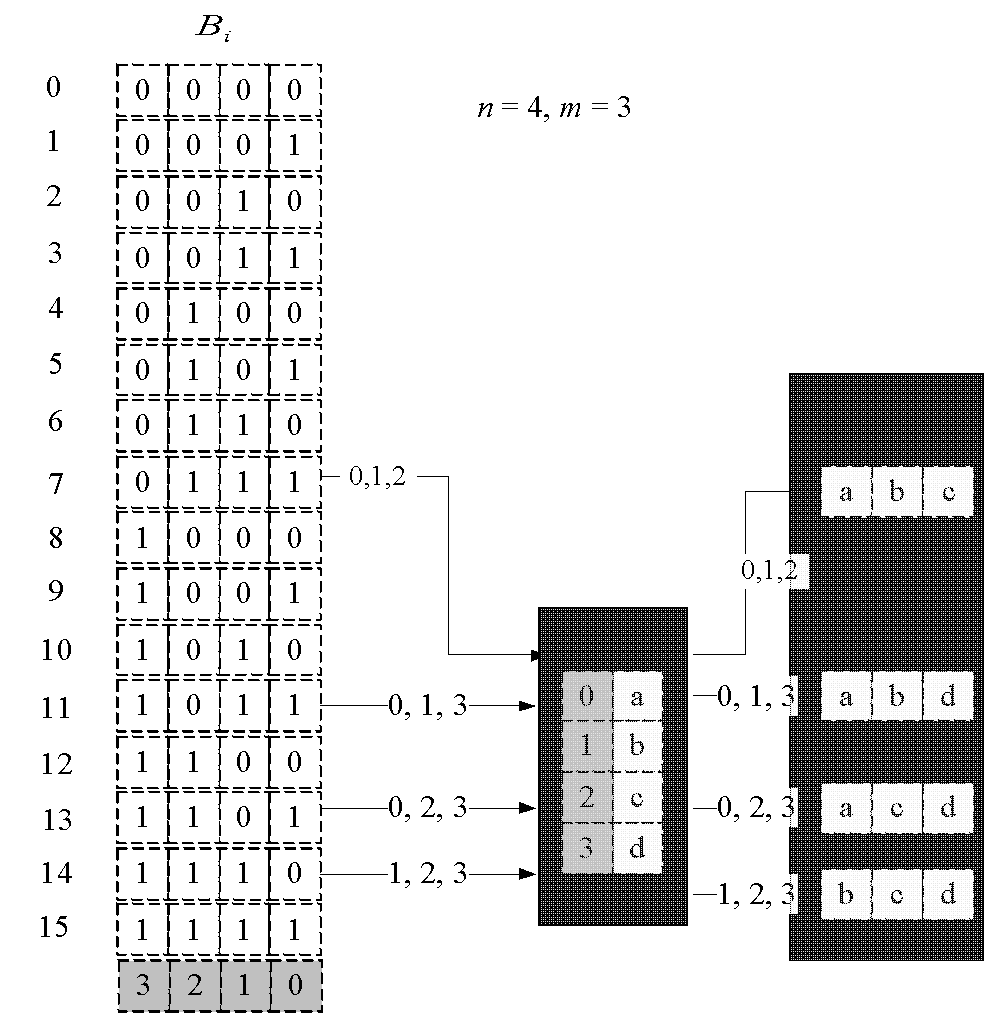 B i
n = 4, m = 3
0 0 0 0 0
1 0 0 0 1
2 0 0 1 0
3 0 0 1 1
4 0 1 0 0
5 0 1 0 1
6 0 1 1 0
7 0 1 1 1 0,1,2
8 1 0 0 0
9 1 0 0 1
10 1 0 1 0
11 1 0 1 1 0, 1, 3
12 1 1 0 0
13 1 1 0 1 0, 2, 3
14 1 1 1 0 1, 2, 3
15 1 1 1 1
3 2 1 0
0 a
1 b
2 c
3 d
0,1,2 a b c
0, 1, 3 a b d
0, 2, 3 a c d
1, 2, 3 b c d